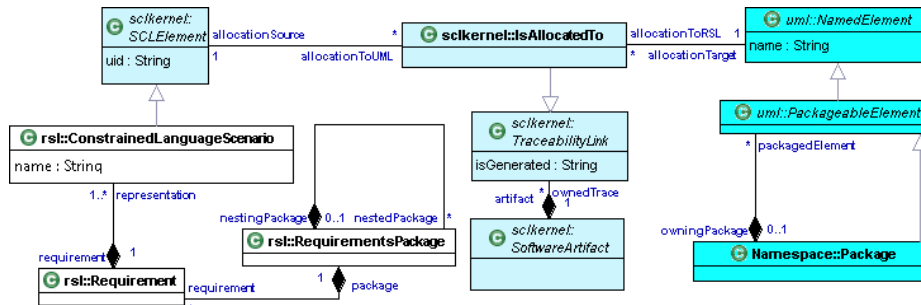 sclkernel::
SCLElement
uid : String
allocationSource
1
*
allocationToUML
sclkernel::IsAllocatedTo
allocationToRSL
1
*
allocationTarget
uml::NamedElement
name : String
rsl::ConstrainedLanguageScenario
name : String
sclkernel::
TraceabilityLink
isGenerated : String
uml::PackageableElement
*
packagedElement
1..*
representation
nestingPackage
0..1
nestedPackage
*
artifact
*
ownedTrace
1
sclkernel::
SoftwareArtifact
owningPackage
0..1
Namespace::Package
rsl::RequirementsPackage
requirement
1
rsl::Requirement
requirement
1
package